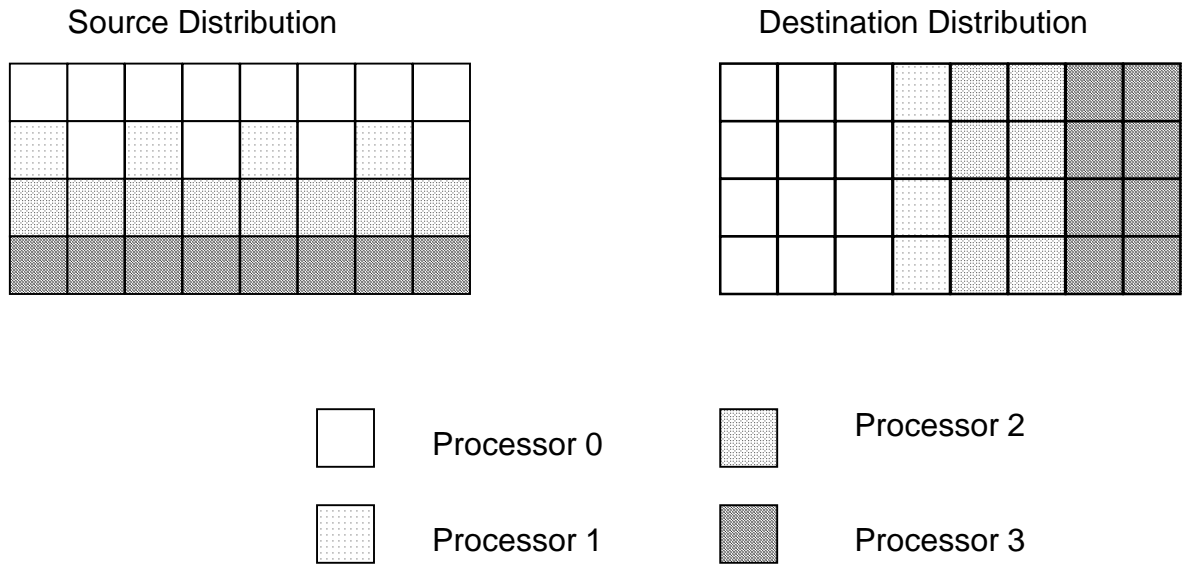 Source Distribution
Destination Distribution
Processor 0
Processor 2
Processor 1
Processor 3